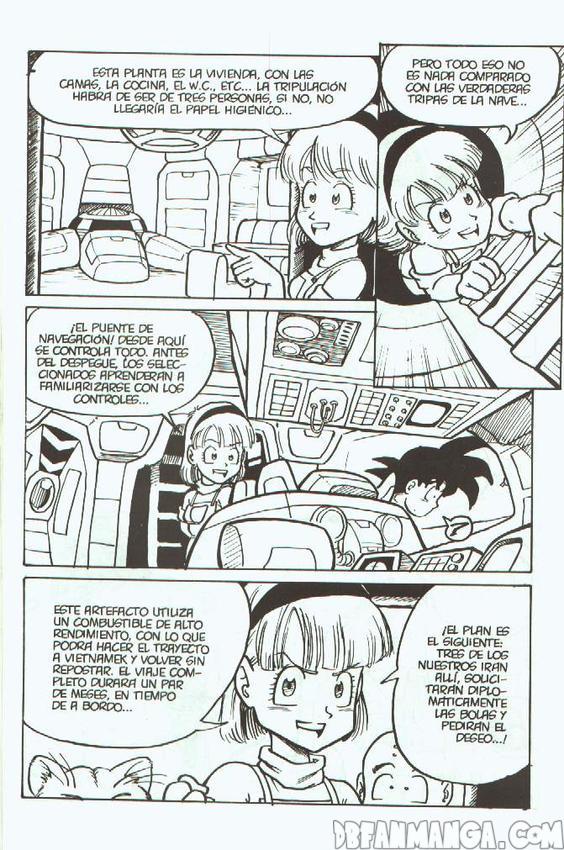 ESTA PLANTA ES LA VIVIENDA, CON LAS
CAMAS, LA COCINA, EL W.C., ETC... LA TRIPULACIÓN
HABRA DE SER DE TRES PERSONAS, SI NO, NO
LLEGARÍA EL PAPEL HIGIÉNICO...
PERO TODO ESO NO
ES NADA COMPARADO
CON LAS VERDADERAS
TRIPAS DE LA NAVE...
¡EL PUENTE DE
NAVEGACIÓN! DESDE AQUÍ
SE CONTROLA TODO. ANTES
DEL DESPEGUE, LOS SELEC-
CIONADOS APRENDERAN A
FAMILIARIZARSE CON LOS
CONTROLES...
?
ESTE ARTEFACTO UTILIZA
UN COMBUSTIBLE DE ALTO
RENDIMIENTO, CON LO QUE
PODRÁ HACER EL TRAYECTO
A VIETNAMEK Y VOLVER SIN
REPOSTAR. EL VIAJE COM-
PLETO DURARÁ UN PAR
DE MESES, EN TIEMPO
DE A BORDO...
¡EL PLAN ES
EL SIGUIENTE:
TRES DE LOS
NUESTROS IRAN
ALLÍ, SOLICI-
TARÁN DIPLO-
MÁTICAMENTE
LAS BOLAS Y
PEDIRÁN EL
DESEO...!
DBFANMANGA.COM